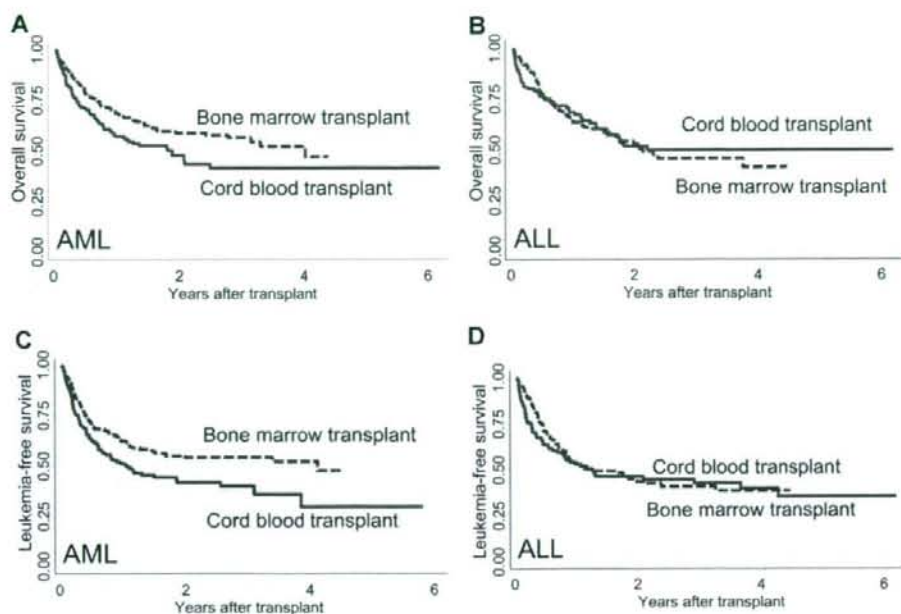 A
Overall survival
1.00
0.75
0.50
0.25
0.00
Bone marrow transplant
Cord blood transplant
AML
0 2 4 6
Years after transplant
B
Overall survival
1.00
0.75
0.50
0.25
0.00
Cord blood transplant
Bone marrow transplant
ALL
0 2 4 6
Years after transplant
C
Leukemia-free survival
1.00
0.75
0.50
0.25
0.00
Bone marrow transplant
Cord blood transplant
AML
0 2 4 6
Years after transplant
D
Leukemia-free survival
1.00
0.75
0.50
0.25
0.00
Cord blood transplant
Bone marrow transplant
ALL
0 2 4 6
Years after transplant